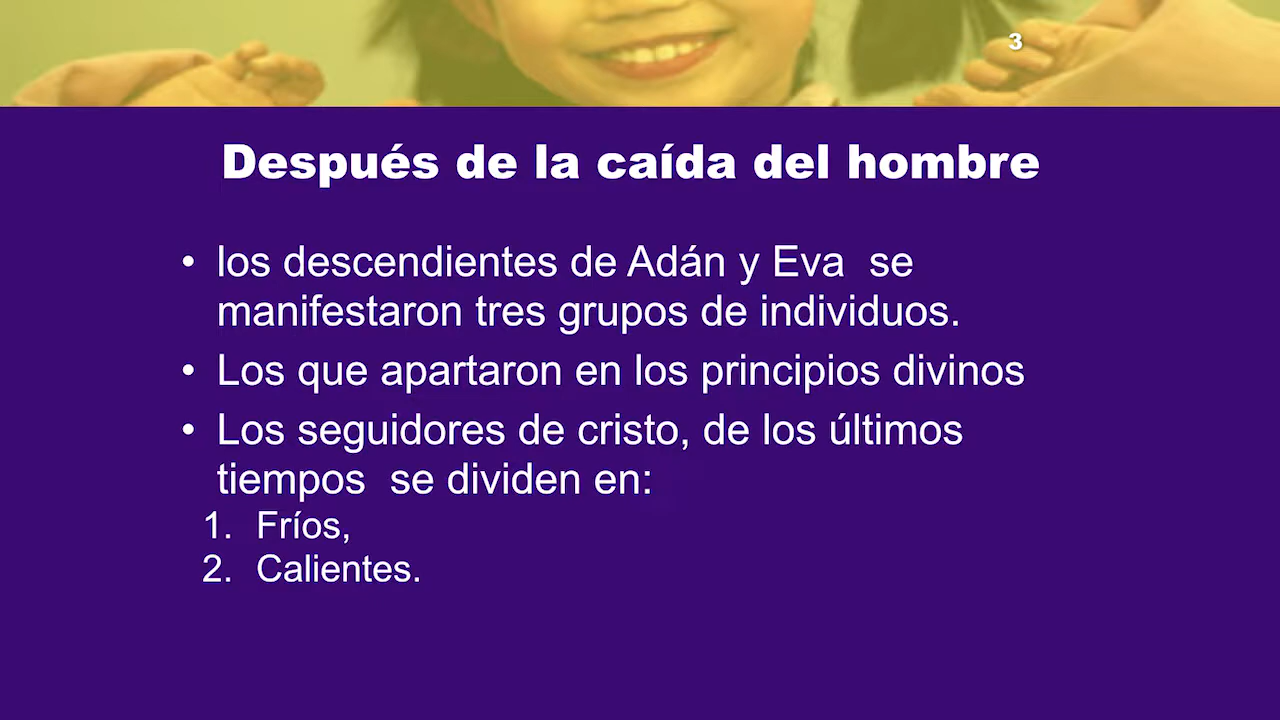 3
Después de la caída del hombre
• los descendientes de Adán y Eva  se
manifestaron tres grupos de individuos.
• Los que apartaron en los principios divinos
• Los seguidores de cristo, de los últimos
tiempos  se dividen en:
1. Fríos,
2. Calientes.